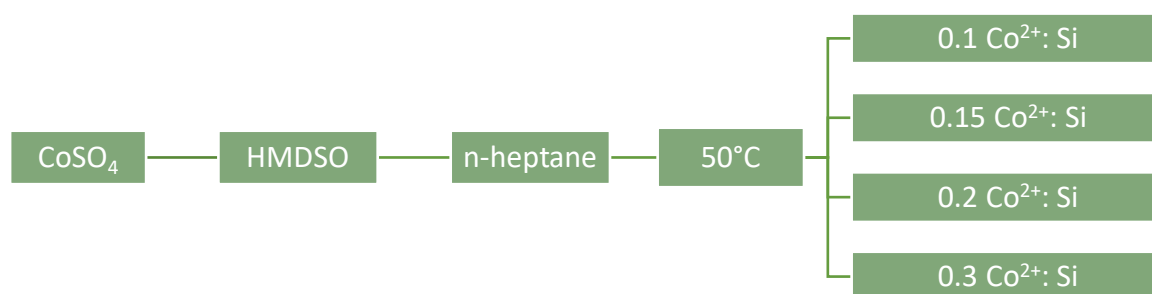 CoSO₄
HMDSO
n-heptane
50°C
0.1 Co²⁺: Si
0.15 Co²⁺: Si
0.2 Co²⁺: Si
0.3 Co²⁺: Si